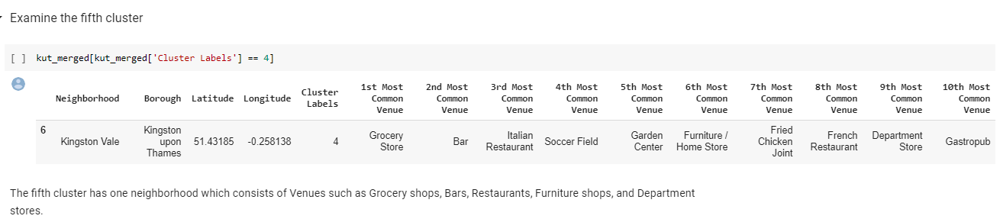 Examine the fifth cluster
[ ] kut_merged[kut_merged['Cluster Labels'] == 4]
Neighborhood Borough Latitude Longitude Cluster Labels 1st Most Common Venue 2nd Most Common Venue 3rd Most Common Venue 4th Most Common Venue 5th Most Common Venue 6th Most Common Venue 7th Most Common Venue 8th Most Common Venue 9th Most Common Venue 10th Most Common Venue
6 Kingston Vale Kingston upon Thames 51.43185 -0.258138 4 Grocery Store Bar Italian Restaurant Soccer Field Garden Center Furniture / Home Store Fried Chicken Joint French Restaurant Department Store Gastropub
The fifth cluster has one neighborhood which consists of Venues such as Grocery shops, Bars, Restaurants, Furniture shops, and Department
stores.